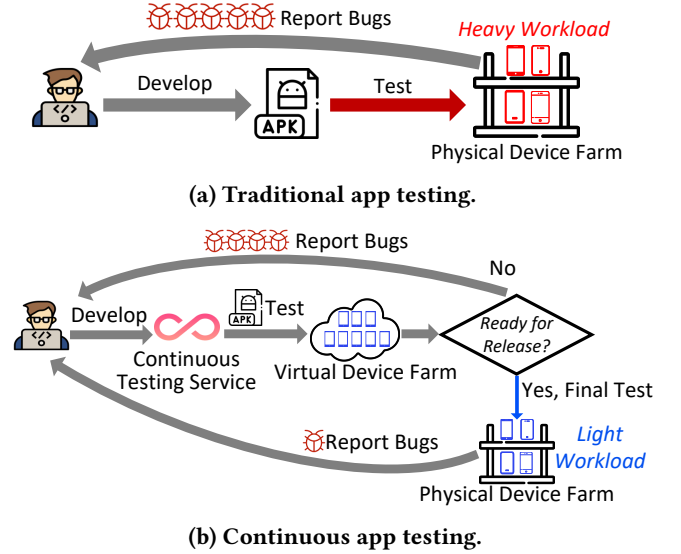 Report Bugs
Heavy Workload
Develop
Test
APK
Physical Device Farm
(a) Traditional app testing.
Report Bugs
No
Develop
APK
Test
Ready for
Release?
Continuous
Testing Service
Virtual Device Farm
Yes, Final Test
Report Bugs
Light
Workload
Physical Device Farm
(b) Continuous app testing.